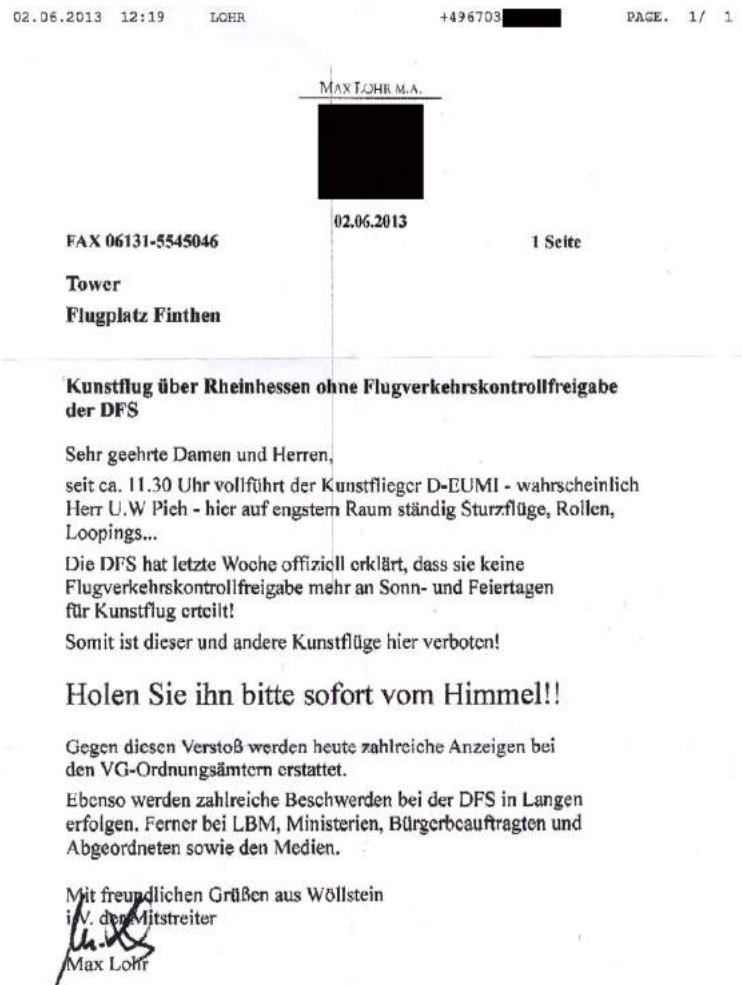 02.06.2013 12:19 LOHR +496703 PAGE. 1/ 1
MAX LOHR M.A.
02.06.2013
FAX 06131-5545046 1 Seite
Tower
Flugplatz Finthen
Kunstflug über Rheinhessen ohne Flugverkehrskontrollfreigabe
der DFS
Sehr geehrte Damen und Herren,
seit ca. 11.30 Uhr vollführt der Kunstflieger D-EUMI - wahrscheinlich
Herr U.W Pieh - hier auf engstem Raum ständig Sturzflüge, Rollen,
Loopings...
Die DFS hat letzte Woche offiziell erklärt, dass sie keine
Flugverkehrskontrollfreigabe mehr an Sonn- und Feiertagen
für Kunstflug erteilt!
Somit ist dieser und andere Kunstflüge hier verboten!
Holen Sie ihn bitte sofort vom Himmel!!
Gegen diesen Verstoß werden heute zahlreiche Anzeigen bei
den VG-Ordnungsämtern erstattet.
Ebenso werden zahlreiche Beschwerden bei der DFS in Langen
erfolgen. Ferner bei LBM, Ministerien, Bürgerbeauftragten und
Abgeordneten sowie den Medien.
Mit freundlichen Grüßen aus Wöllstein
i.V. der Mitstreiter
Max Lohr